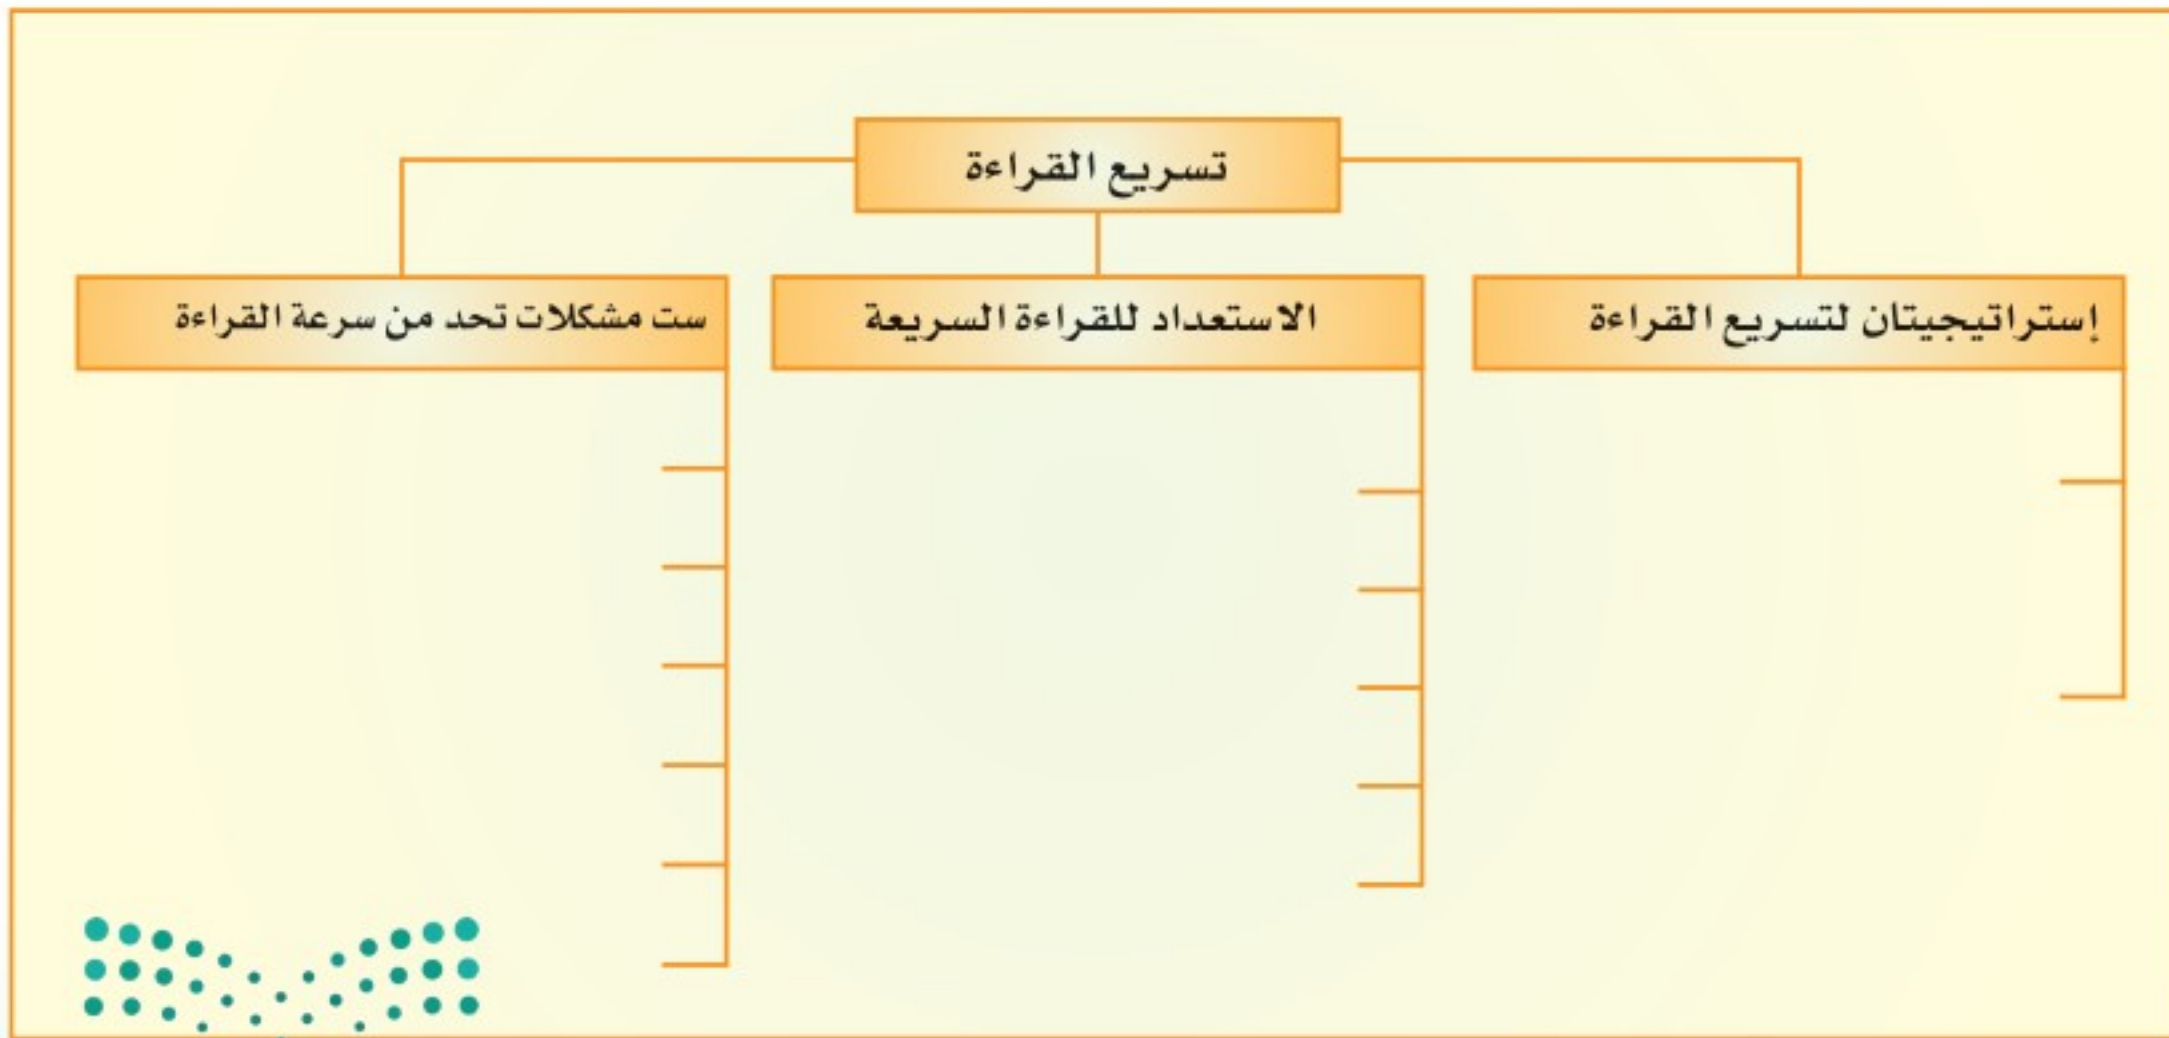 تسريع القراءة
إستراتيجيتان لتسريع القراءة
الاستعداد للقراءة السريعة
ست مشكلات تحد من سرعة القراءة